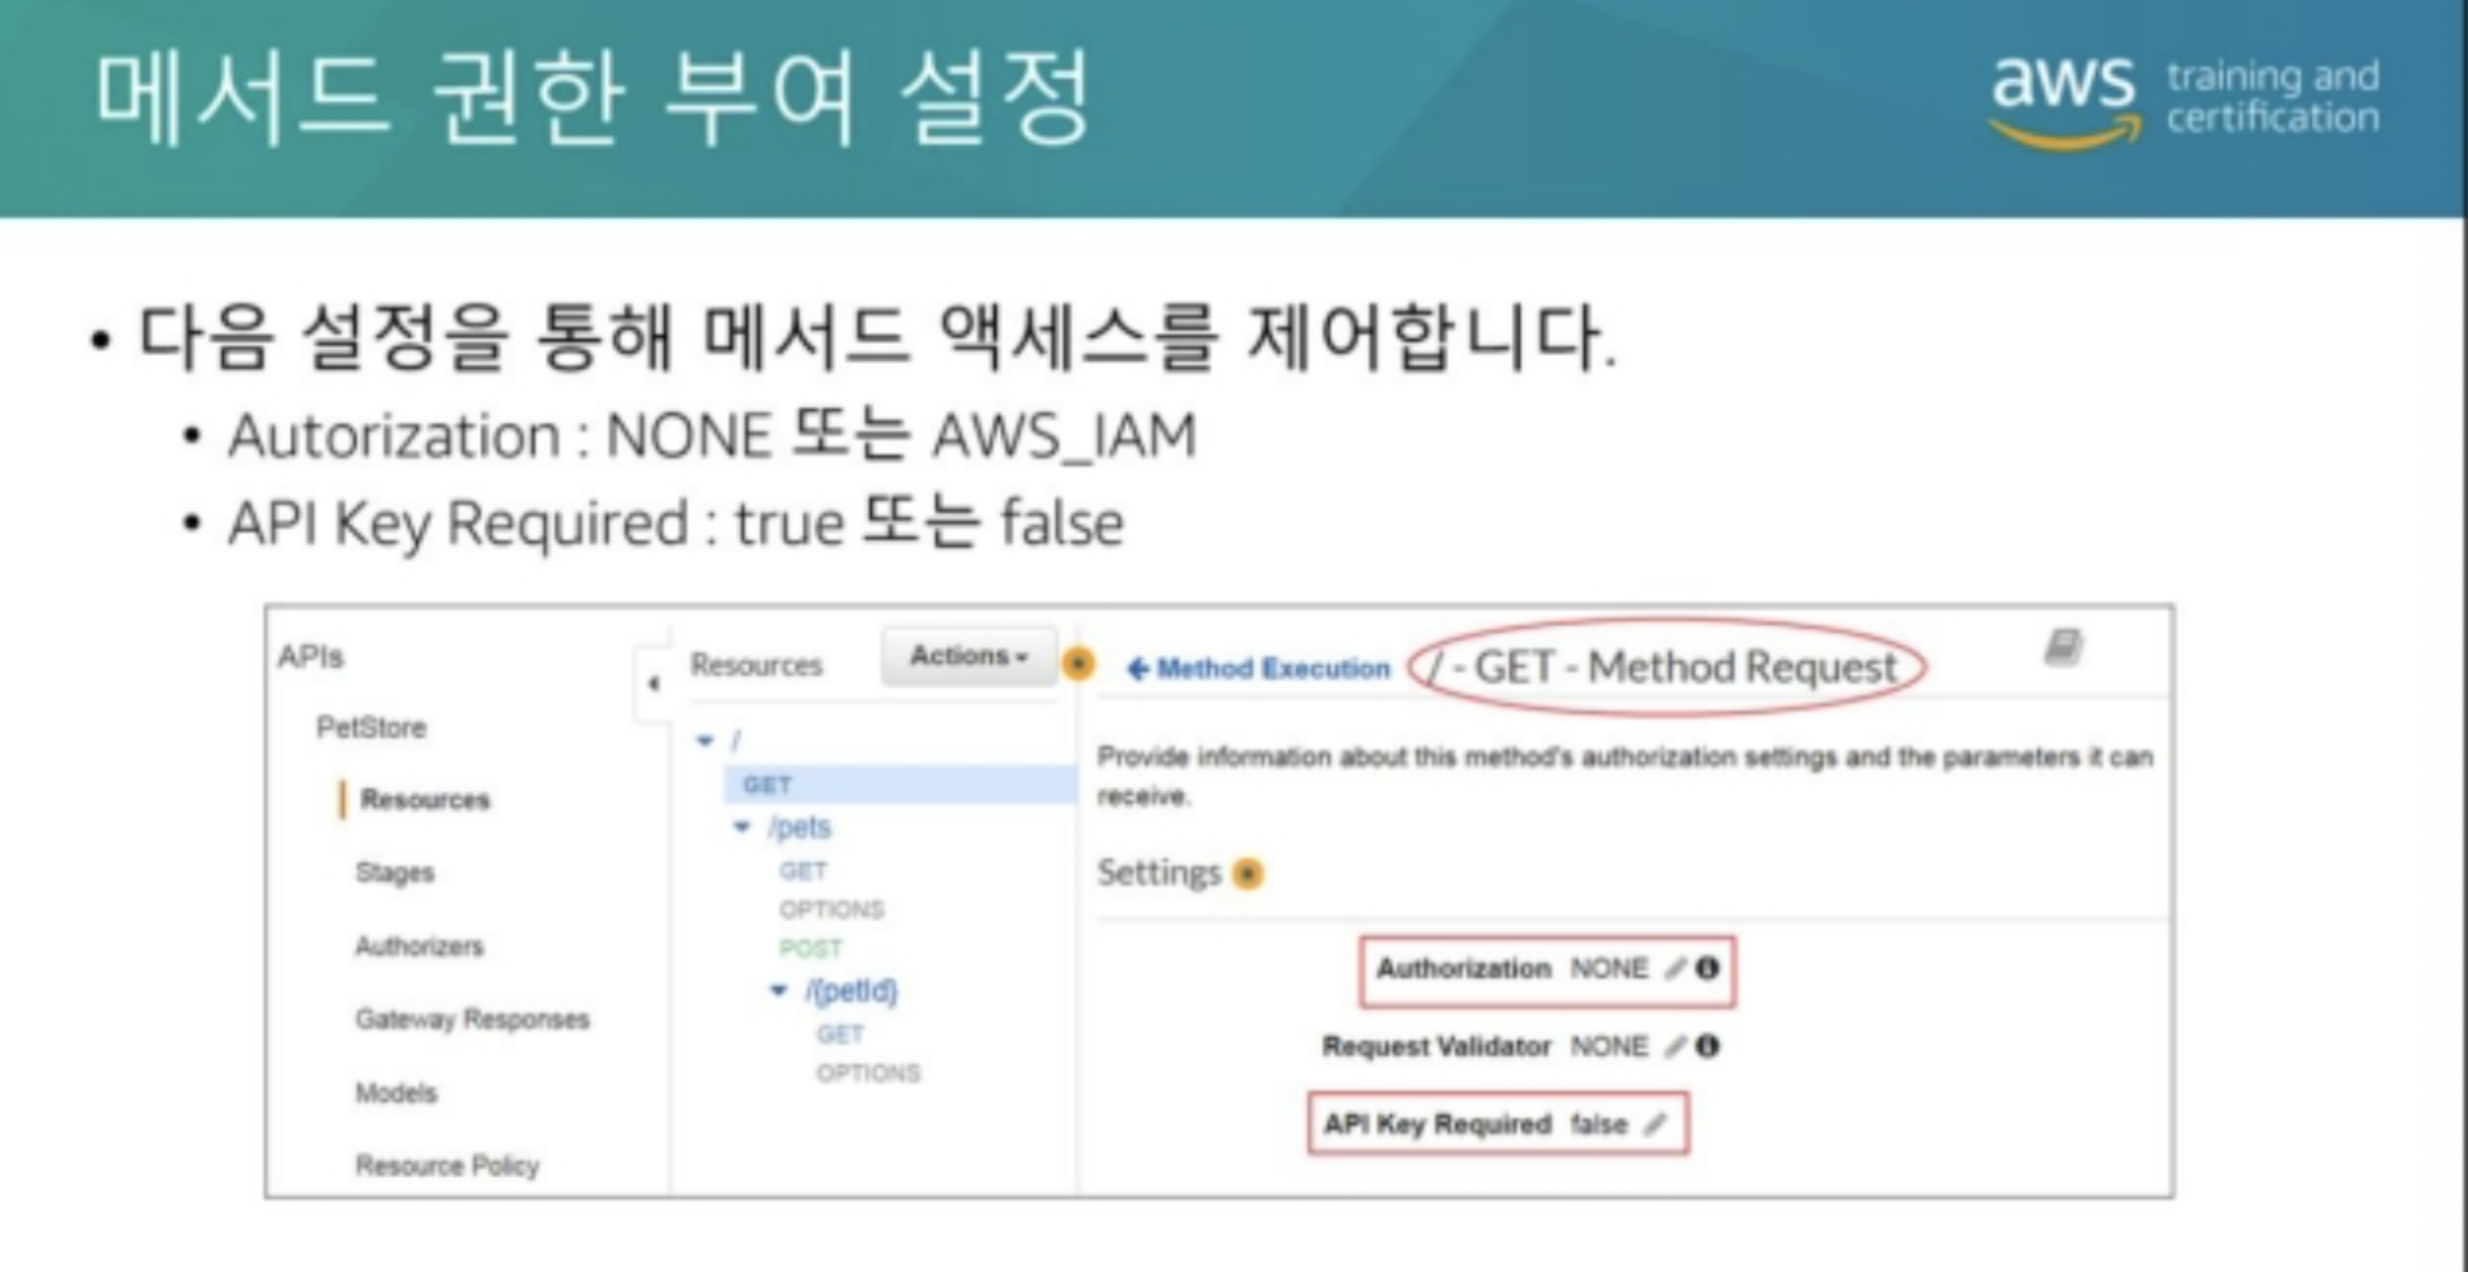 메서드 권한 부여 설정
aws training and certification
• 다음 설정을 통해 메서드 액세스를 제어합니다.
• Autorization : NONE 또는 AWS_IAM
• API Key Required : true 또는 false
APIs
PetStore
Resources
Stages
Authorizers
Gateway Responses
Models
Resource Policy
Resources
Actions
/
GET
/pets
GET
OPTIONS
POST
/{petId}
GET
OPTIONS
Method Execution
/ - GET - Method Request
Provide information about this method's authorization settings and the parameters it can
receive.
Settings
Authorization NONE
Request Validator NONE
API Key Required false